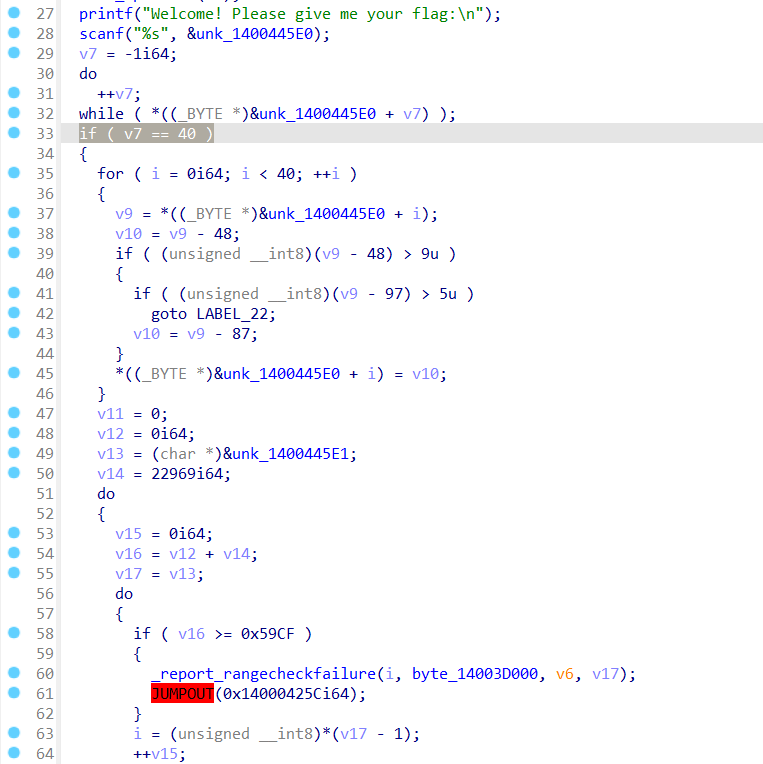 27 printf("Welcome! Please give me your flag:\n");
28 scanf("%s", &unk_1400445E0);
29 v7 = -1i64;
30 do
31 ++v7;
32 while ( *((_BYTE *)&unk_1400445E0 + v7) );
33 if ( v7 == 40 )
34 {
35 for ( i = 0i64; i < 40; ++i )
36 {
37 v9 = *((_BYTE *)&unk_1400445E0 + i);
38 v10 = v9 - 48;
39 if ( (unsigned __int8)(v9 - 48) > 9u )
40 {
41 if ( (unsigned __int8)(v9 - 97) > 5u )
42 goto LABEL_22;
43 v10 = v9 - 87;
44 }
45 *((_BYTE *)&unk_1400445E0 + i) = v10;
46 }
47 v11 = 0;
48 v12 = 0i64;
49 v13 = (char *)&unk_1400445E1;
50 v14 = 22969i64;
51 do
52 {
53 v15 = 0i64;
54 v16 = v12 + v14;
55 v17 = v13;
56 do
57 {
58 if ( v16 >= 0x59CF )
59 {
60 _report_rangecheckfailure(i, byte_14003D000, v6, v17);
61 JUMPOUT(0x14000425Ci64);
62 }
63 i = (unsigned __int8)*(v17 - 1);
64 ++v15;